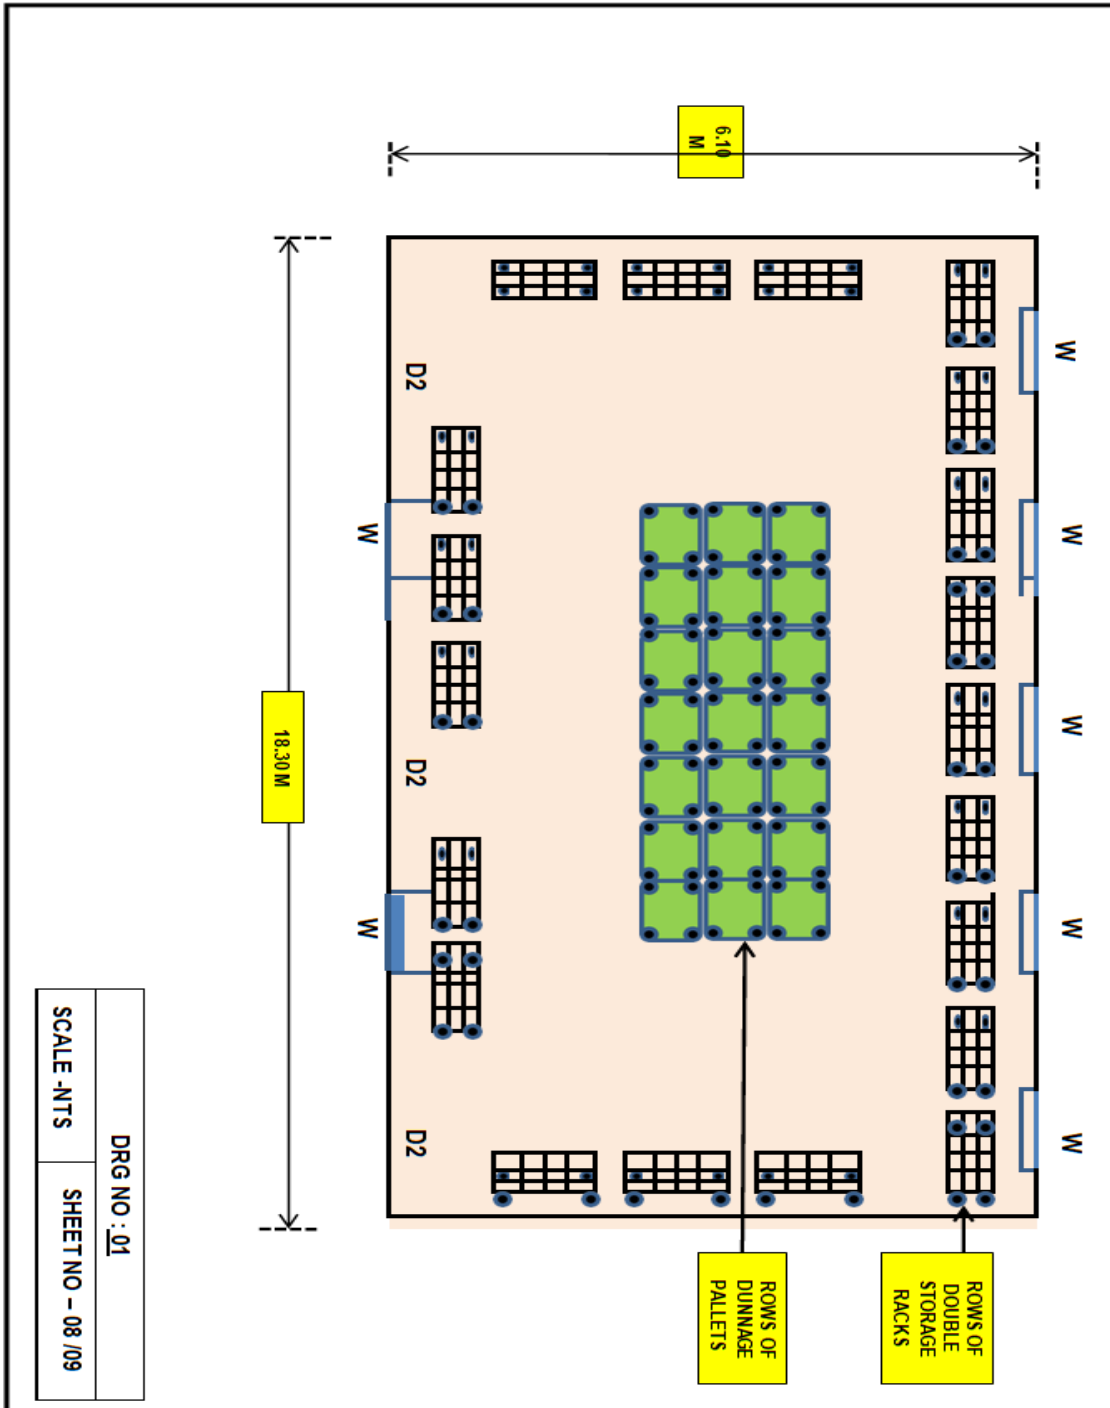 W
W
W
W
W
ROWS OF
DOUBLE
STORAGE
RACKS
6.10
M
ROWS OF
DUNNAGE
PALLETS
D2
D2
D2
W
W
18.30 M
DRG NO : 01
SCALE -NTS
SHEET NO – 08 /09